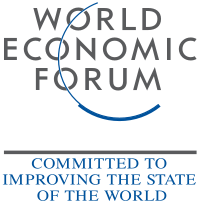 WORLD
ECONOMIC
FORUM
COMMITTED TO
IMPROVING THE STATE
OF THE WORLD